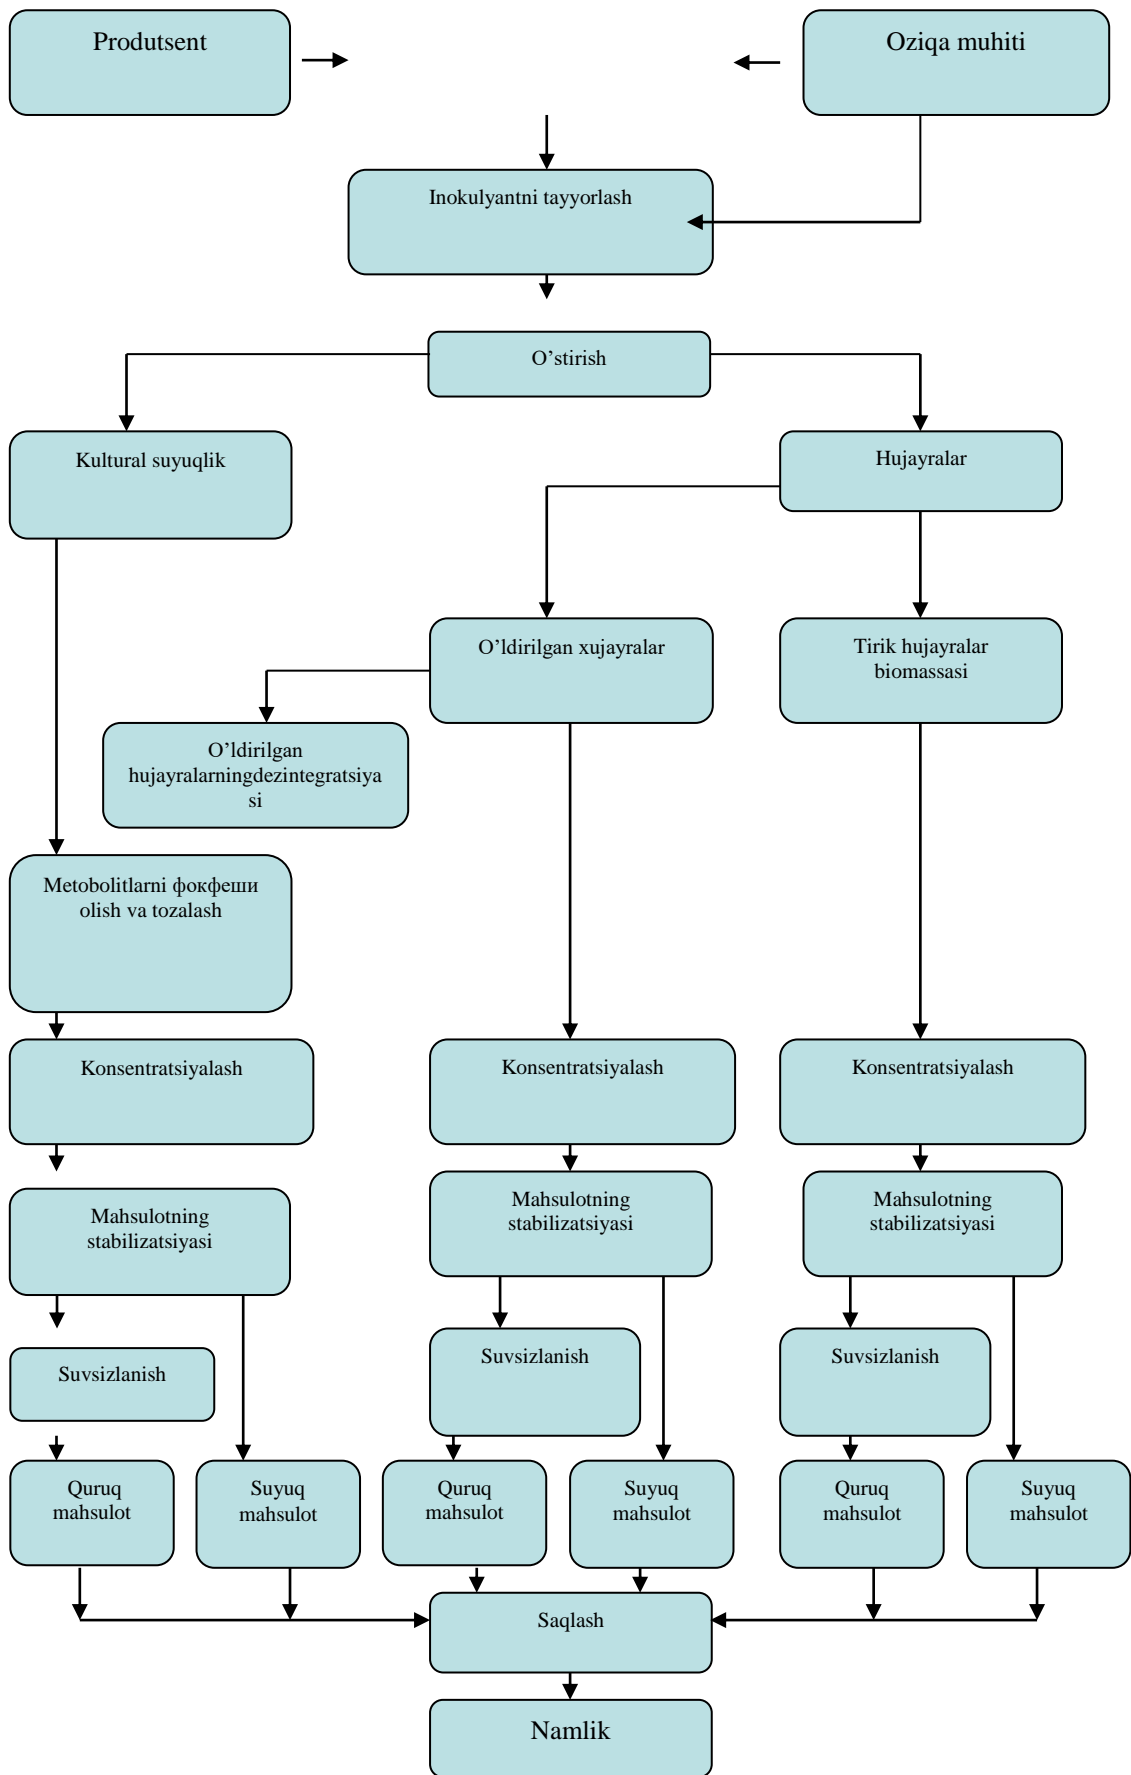 Produtsent
Oziqa muhiti
Inokulyantni tayyorlash
O’stirish
Kultural suyuqlik
Hujayralar
O’ldirilgan xujayralar
Tirik hujayralar
biomassasi
O’ldirilgan
hujayralarningdezintegratsiya
si
Metobolitlarni фокфеши
olish va tozalash
Konsentratsiyalash
Konsentratsiyalash
Konsentratsiyalash
Mahsulotning
stabilizatsiyasi
Mahsulotning
stabilizatsiyasi
Mahsulotning
stabilizatsiyasi
Suvsizlanish
Suvsizlanish
Suvsizlanish
Quruq
mahsulot
Suyuq
mahsulot
Quruq
mahsulot
Suyuq
mahsulot
Quruq
mahsulot
Suyuq
mahsulot
Saqlash
Namlik